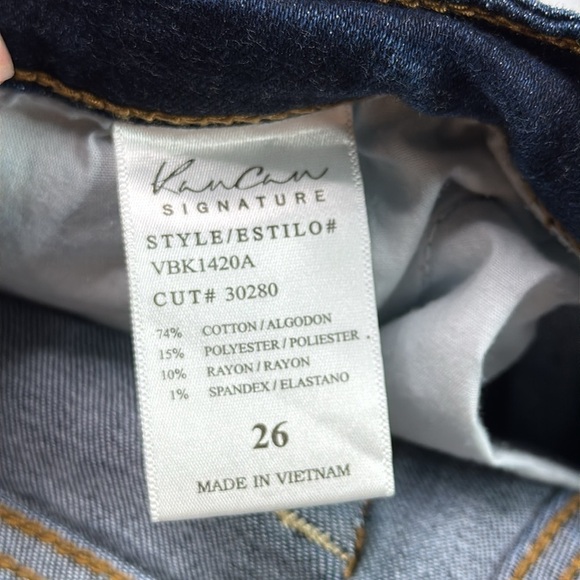 KanCan
SIGNATURE
STYLE/ESTILO#
VBK1420A
CUT# 30280
74% COTTON/ALGODON
15% POLYESTER/POLIESTER
10% RAYON/RAYON
1% SPANDEX/ELASTANO
26
MADE IN VIETNAM